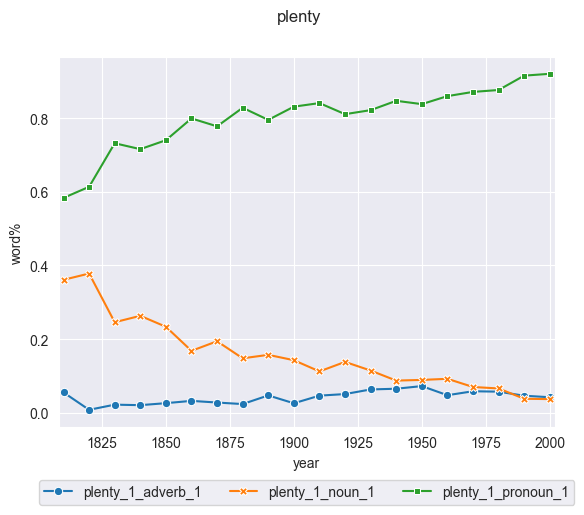 plenty
0.8
0.6
0.4
0.2
0.0
word%
1825 1850 1875 1900 1925 1950 1975 2000
year
plenty_1_adverb_1 plenty_1_noun_1 plenty_1_pronoun_1